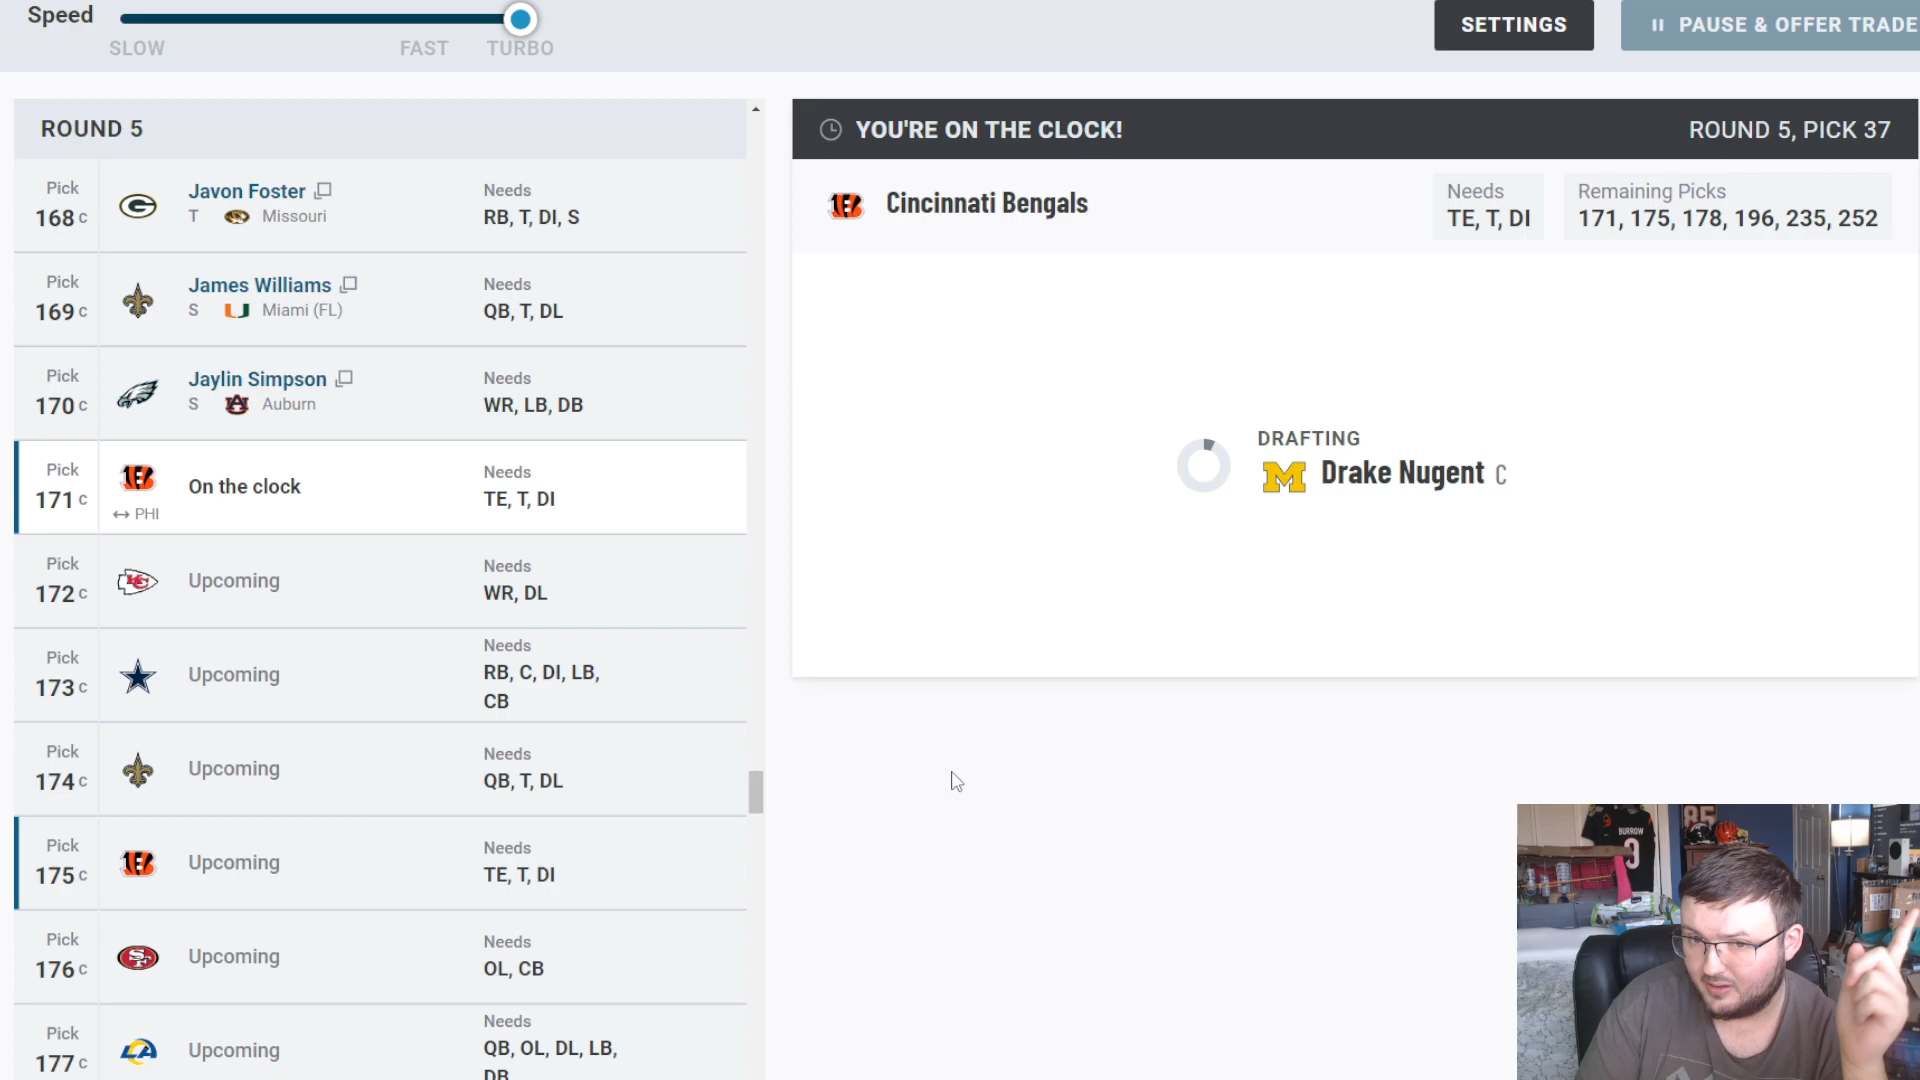 Speed
SLOW FAST TURBO
SETTINGS
PAUSE & OFFER TRADE
ROUND 5
Pick
168 C
Javon Foster
T Missouri
Needs
RB, T, DI, S
Pick
169 C
James Williams
S Miami (FL)
Needs
QB, T, DL
Pick
170 C
Jaylin Simpson
S Auburn
Needs
WR, LB, DB
Pick
171 C
PHI
On the clock
Needs
TE, T, DI
Pick
172 C
Upcoming
Needs
WR, DL
Pick
173 C
Upcoming
Needs
RB, C, DI, LB,
CB
Pick
174 C
Upcoming
Needs
QB, T, DL
Pick
175 C
Upcoming
Needs
TE, T, DI
Pick
176 C
Upcoming
Needs
OL, CB
Pick
177 C
Upcoming
Needs
QB, OL, DL, LB,
DB
YOU'RE ON THE CLOCK!
ROUND 5, PICK 37
Cincinnati Bengals
Needs
TE, T, DI
Remaining Picks
171, 175, 178, 196, 235, 252
DRAFTING
Drake Nugent C
BURROW
9
85